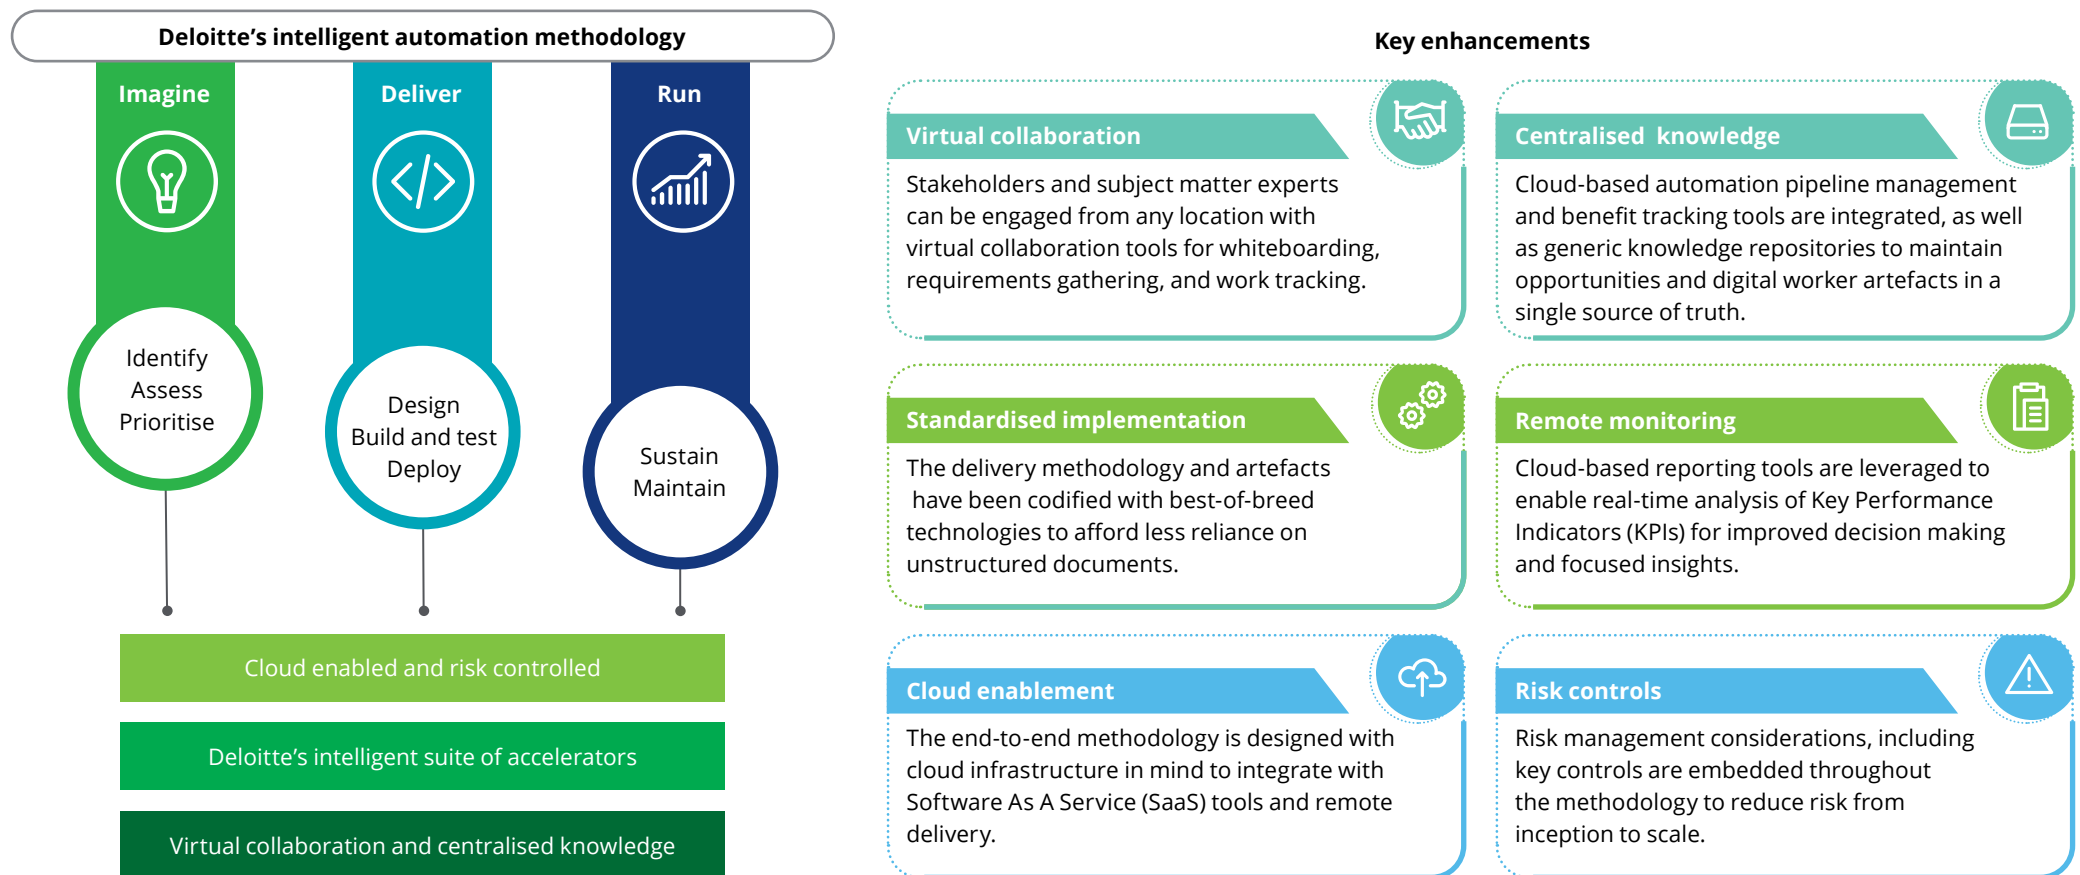 Deloitte’s intelligent automation methodology
Imagine
Deliver
Run
Identify
Assess
Prioritise
Design
Build and test
Deploy
Sustain
Maintain
Cloud enabled and risk controlled
Deloitte’s intelligent suite of accelerators
Virtual collaboration and centralised knowledge
Key enhancements
Virtual collaboration
Stakeholders and subject matter experts
can be engaged from any location with
virtual collaboration tools for whiteboarding,
requirements gathering, and work tracking.
Centralised knowledge
Cloud-based automation pipeline management
and benefit tracking tools are integrated, as well
as generic knowledge repositories to maintain
opportunities and digital worker artefacts in a
single source of truth.
Standardised implementation
The delivery methodology and artefacts
have been codified with best-of-breed
technologies to afford less reliance on
unstructured documents.
Remote monitoring
Cloud-based reporting tools are leveraged to
enable real-time analysis of Key Performance
Indicators (KPIs) for improved decision making
and focused insights.
Cloud enablement
The end-to-end methodology is designed with
cloud infrastructure in mind to integrate with
Software As A Service (SaaS) tools and remote
delivery.
Risk controls
Risk management considerations, including
key controls are embedded throughout
the methodology to reduce risk from
inception to scale.